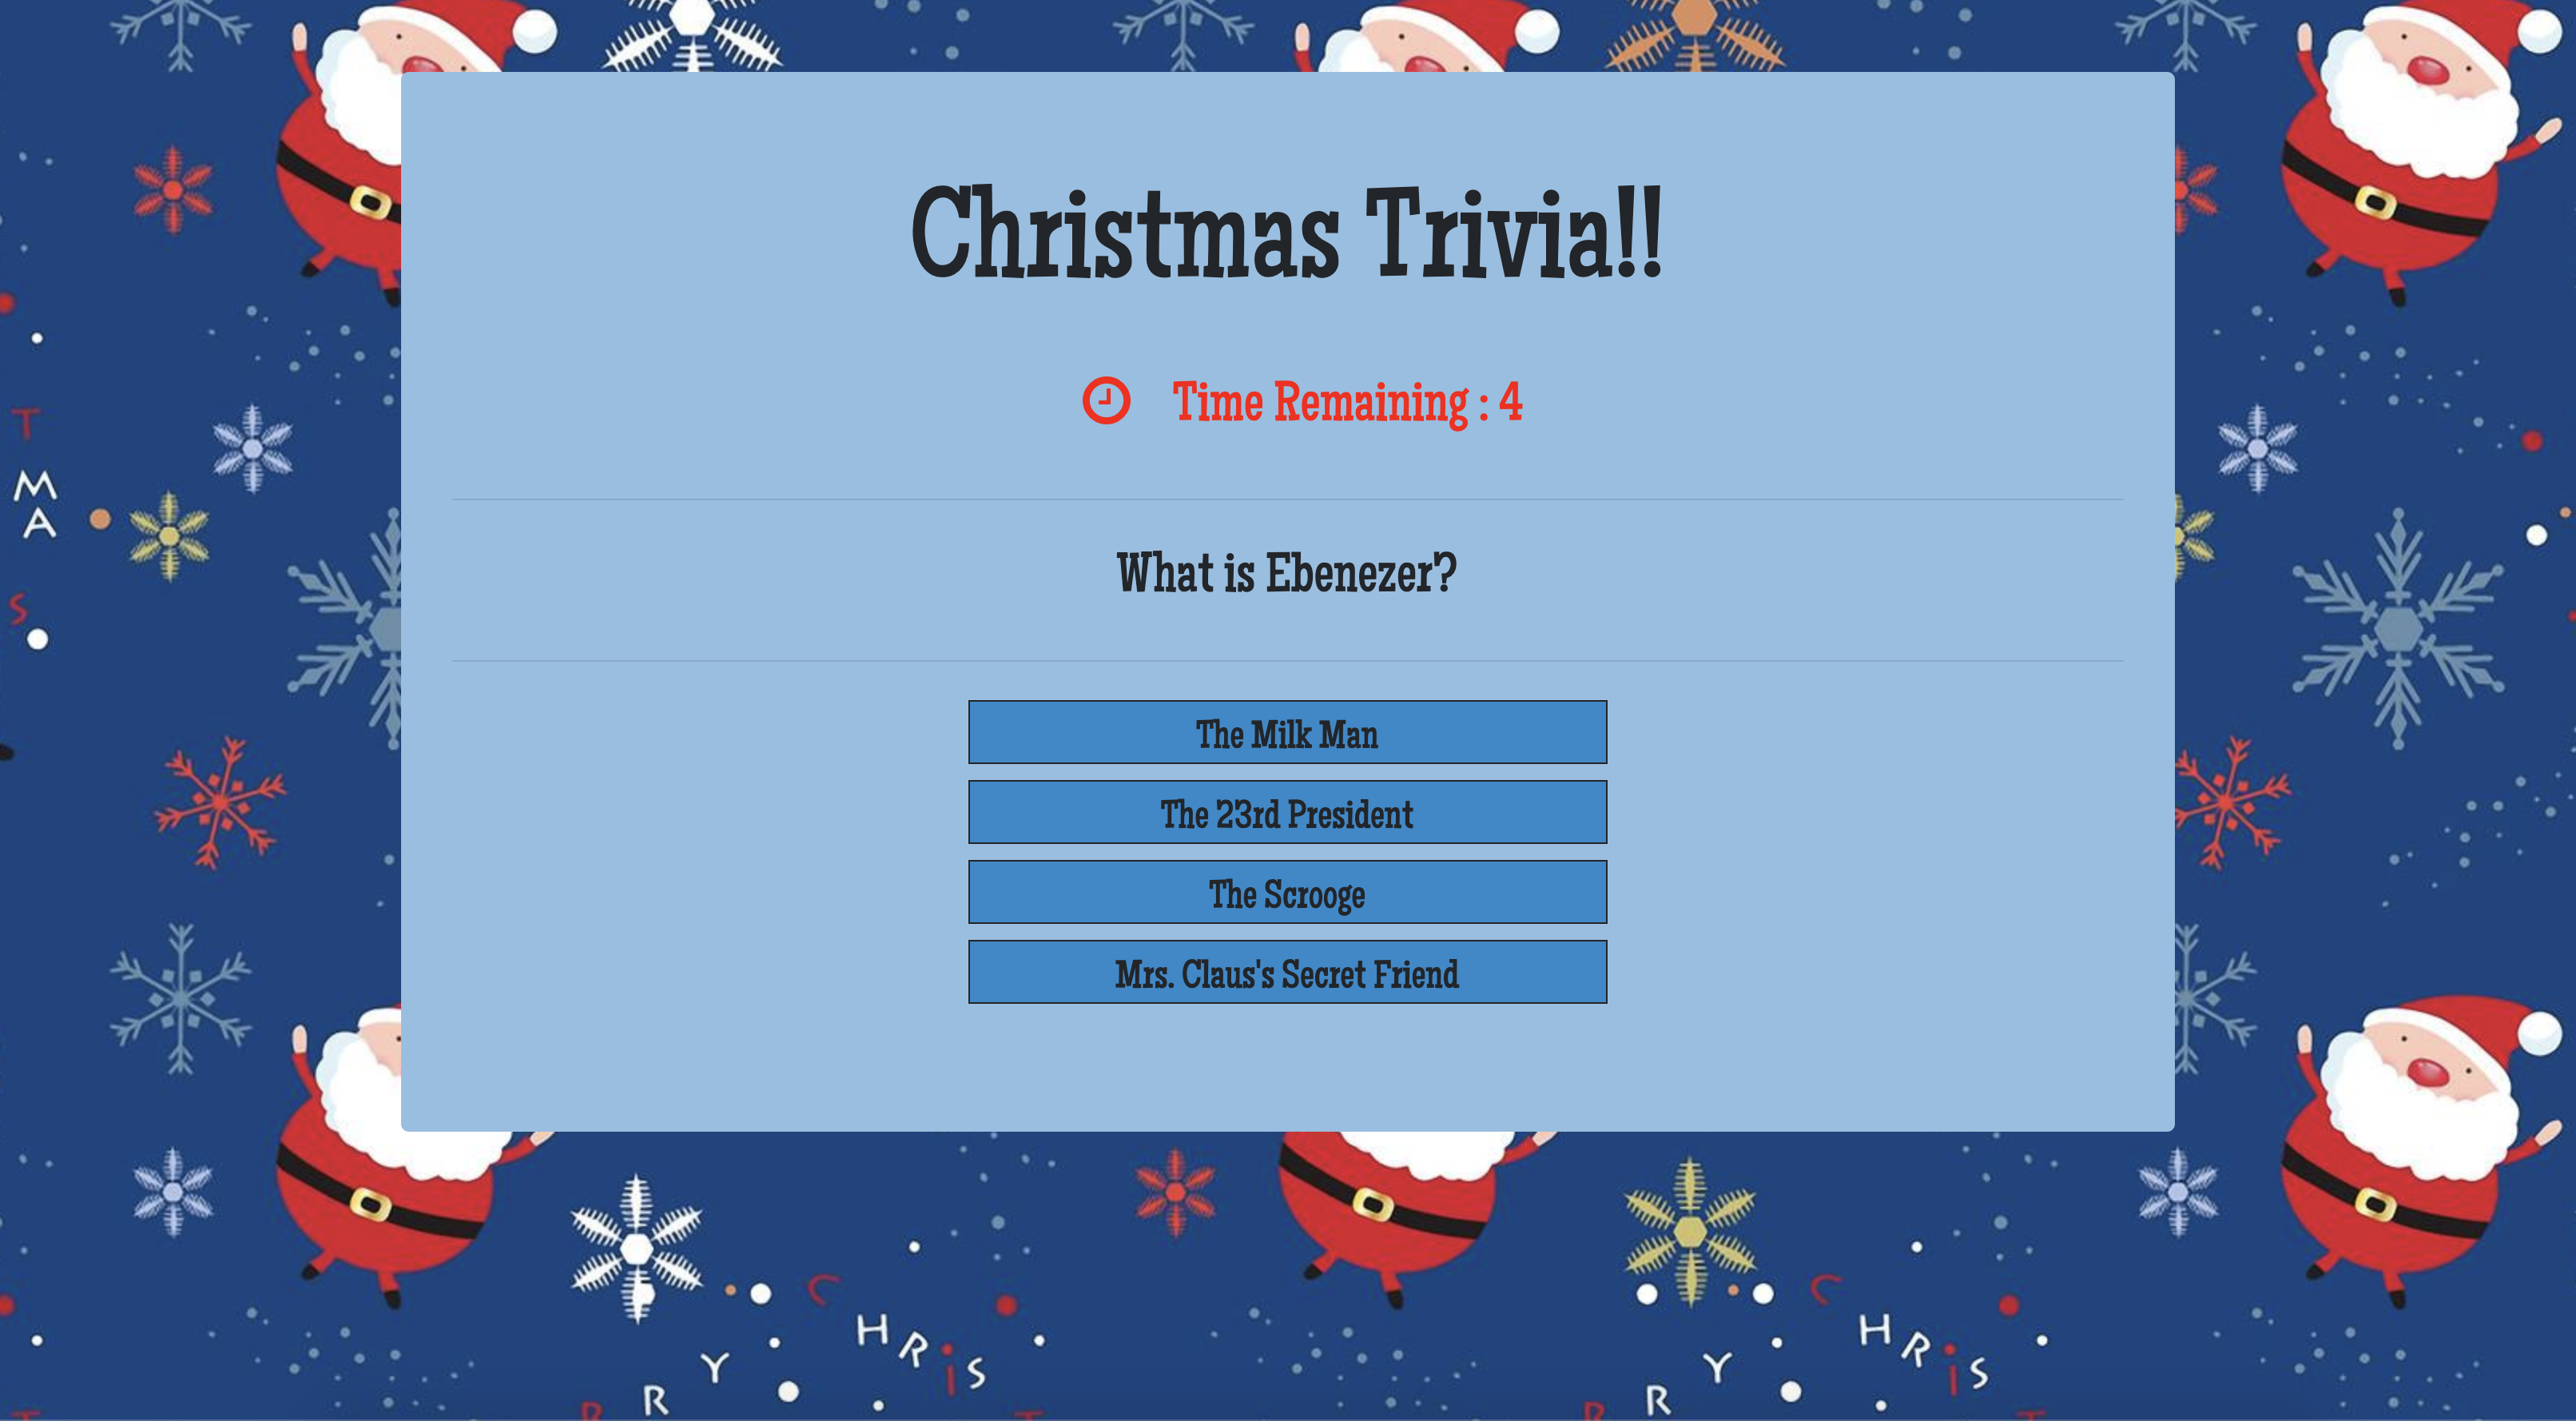 Christmas Trivia!!
Time Remaining : 4
What is Ebenezer?
The Milk Man
The 23rd President
The Scrooge
Mrs. Claus's Secret Friend
T
M
A
S
C
H R i S
R R Y
C
H R i S
R R Y